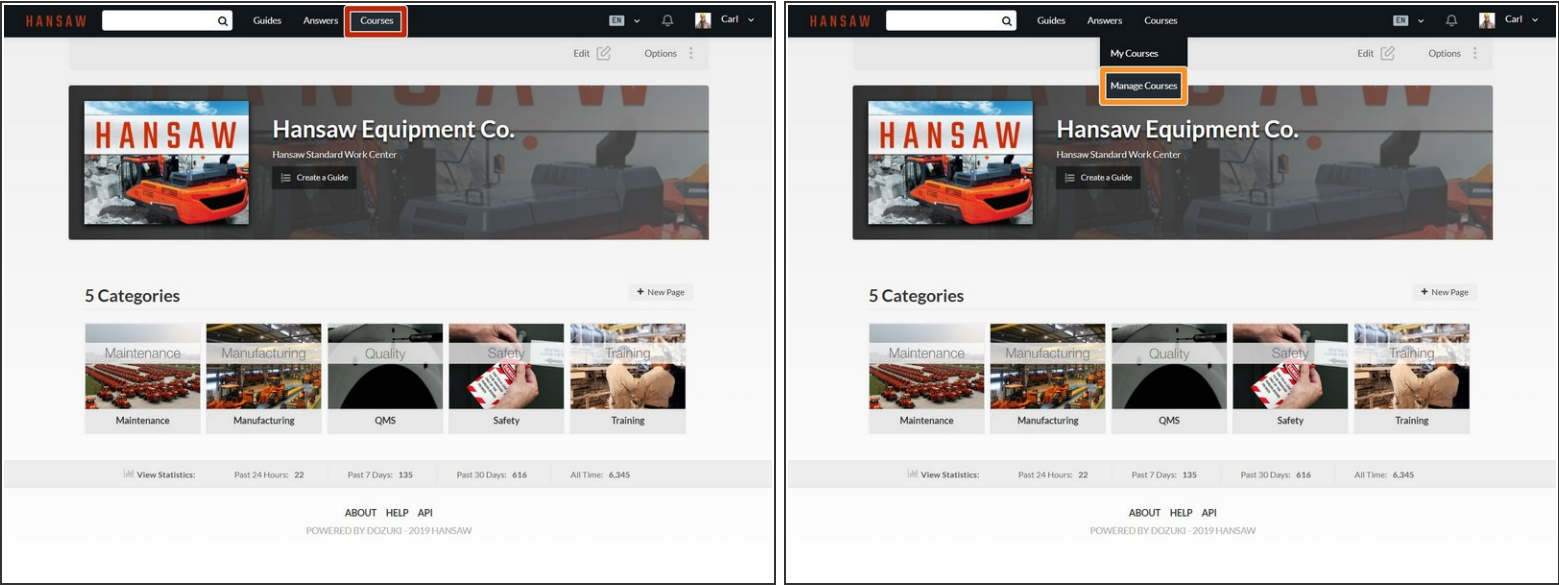 HANSAW Guides Answers Courses EN Carl
Edit Options
HANSAW
Hansaw Equipment Co.
Hansaw Standard Work Center
Create a Guide
5 Categories
+ New Page
Maintenance Manufacturing Quality Safety Training
Maintenance Manufacturing QMS Safety Training
View Statistics: Past 24 Hours: 22 Past 7 Days: 135 Past 30 Days: 616 All Time: 6,345
ABOUT HELP API
POWERED BY DOZUKI - 2019 HANSAW
HANSAW Guides Answers Courses EN Carl
My Courses
Manage Courses
Edit Options
HANSAW
Hansaw Equipment Co.
Hansaw Standard Work Center
Create a Guide
5 Categories
+ New Page
Maintenance Manufacturing Quality Safety Training
Maintenance Manufacturing QMS Safety Training
View Statistics: Past 24 Hours: 22 Past 7 Days: 135 Past 30 Days: 616 All Time: 6,345
ABOUT HELP API
POWERED BY DOZUKI - 2019 HANSAW